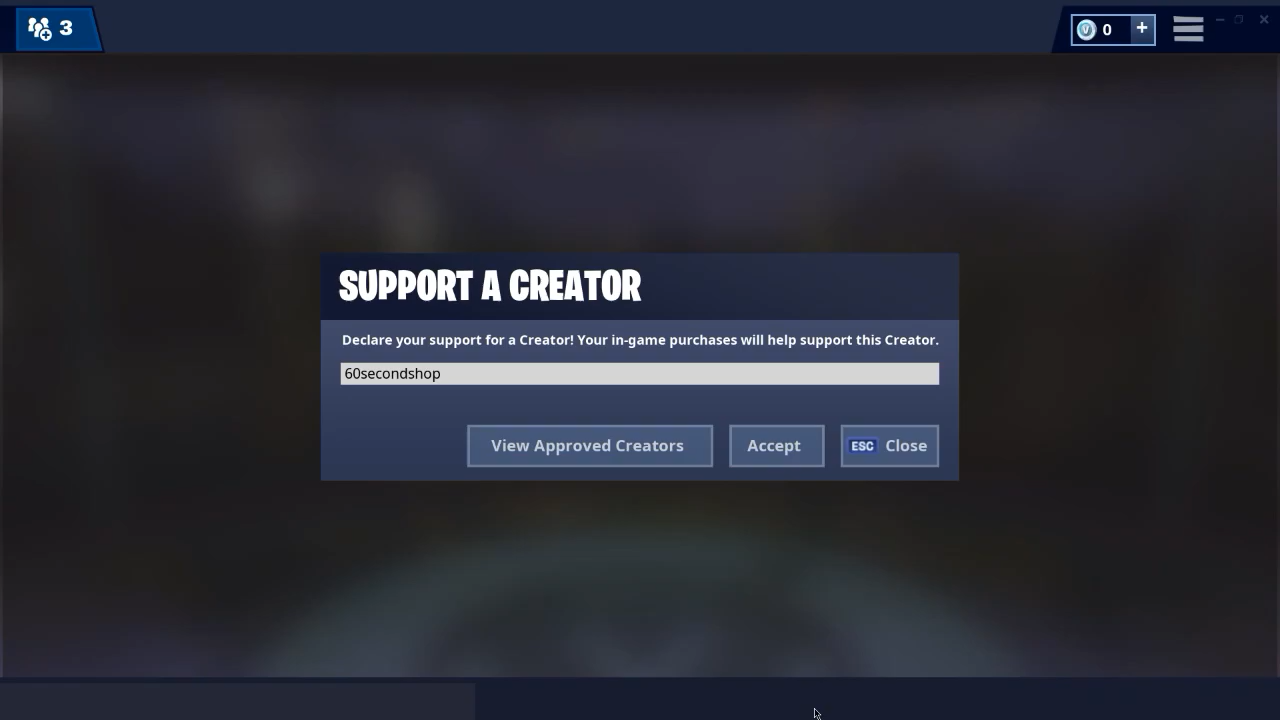 3
0
+
SUPPORT A CREATOR
Declare your support for a Creator! Your in-game purchases will help support this Creator.
60secondshop
View Approved Creators
Accept
ESC Close